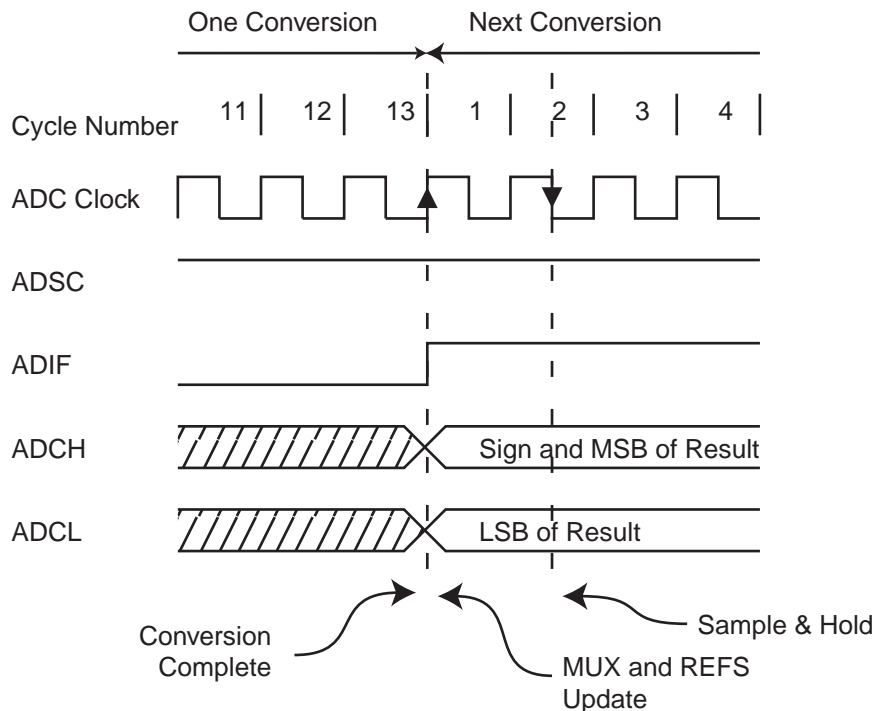 One Conversion Next Conversion
Cycle Number 11 12 13 1 2 3 4
ADC Clock
ADSC
ADIF
ADCH Sign and MSB of Result
ADCL LSB of Result
Sample & Hold
Conversion
Complete
MUX and REFS
Update